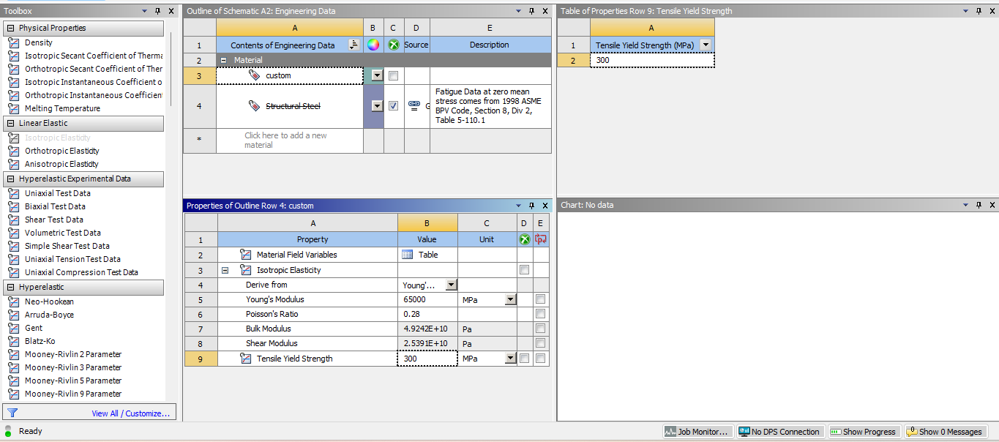 Toolbox
Physical Properties
Density
Isotropic Secant Coefficient of Therma
Orthotropic Secant Coefficient of Ther
Isotropic Instantaneous Coefficient o
Orthotropic Instantaneous Coefficien
Melting Temperature
Linear Elastic
Isotropic Elasticity
Orthotropic Elasticity
Anisotropic Elasticity
Hyperelastic Experimental Data
Uniaxial Test Data
Biaxial Test Data
Shear Test Data
Volumetric Test Data
Simple Shear Test Data
Uniaxial Tension Test Data
Uniaxial Compression Test Data
Hyperelastic
Neo-Hookean
Arruda-Boyce
Gent
Blatz-Ko
Mooney-Rivlin 2 Parameter
Mooney-Rivlin 3 Parameter
Mooney-Rivlin 5 Parameter
Mooney-Rivlin 9 Parameter
View All / Customize...
Outline of Schematic A2: Engineering Data
A B C D E
1 Contents of Engineering Data Source Description
2 Material
3 custom
4 Structural Steel G
Fatigue Data at zero mean
stress comes from 1998 ASME
BPV Code, Section 8, Div 2,
Table 5-110.1
* Click here to add a new
material
Properties of Outline Row 4: custom
A B C D E
1 Property Value Unit
2 Material Field Variables Table
3 Isotropic Elasticity
4 Derive from Young'...
5 Young's Modulus 65000 MPa
6 Poisson's Ratio 0.28
7 Bulk Modulus 4.9242E+10 Pa
8 Shear Modulus 2.5391E+10 Pa
9 Tensile Yield Strength 300 MPa
Table of Properties Row 9: Tensile Yield Strength
A
1 Tensile Yield Strength (MPa)
2 300
Chart: No data
Ready
Job Monitor... No DPS Connection Show Progress Show 0 Messages